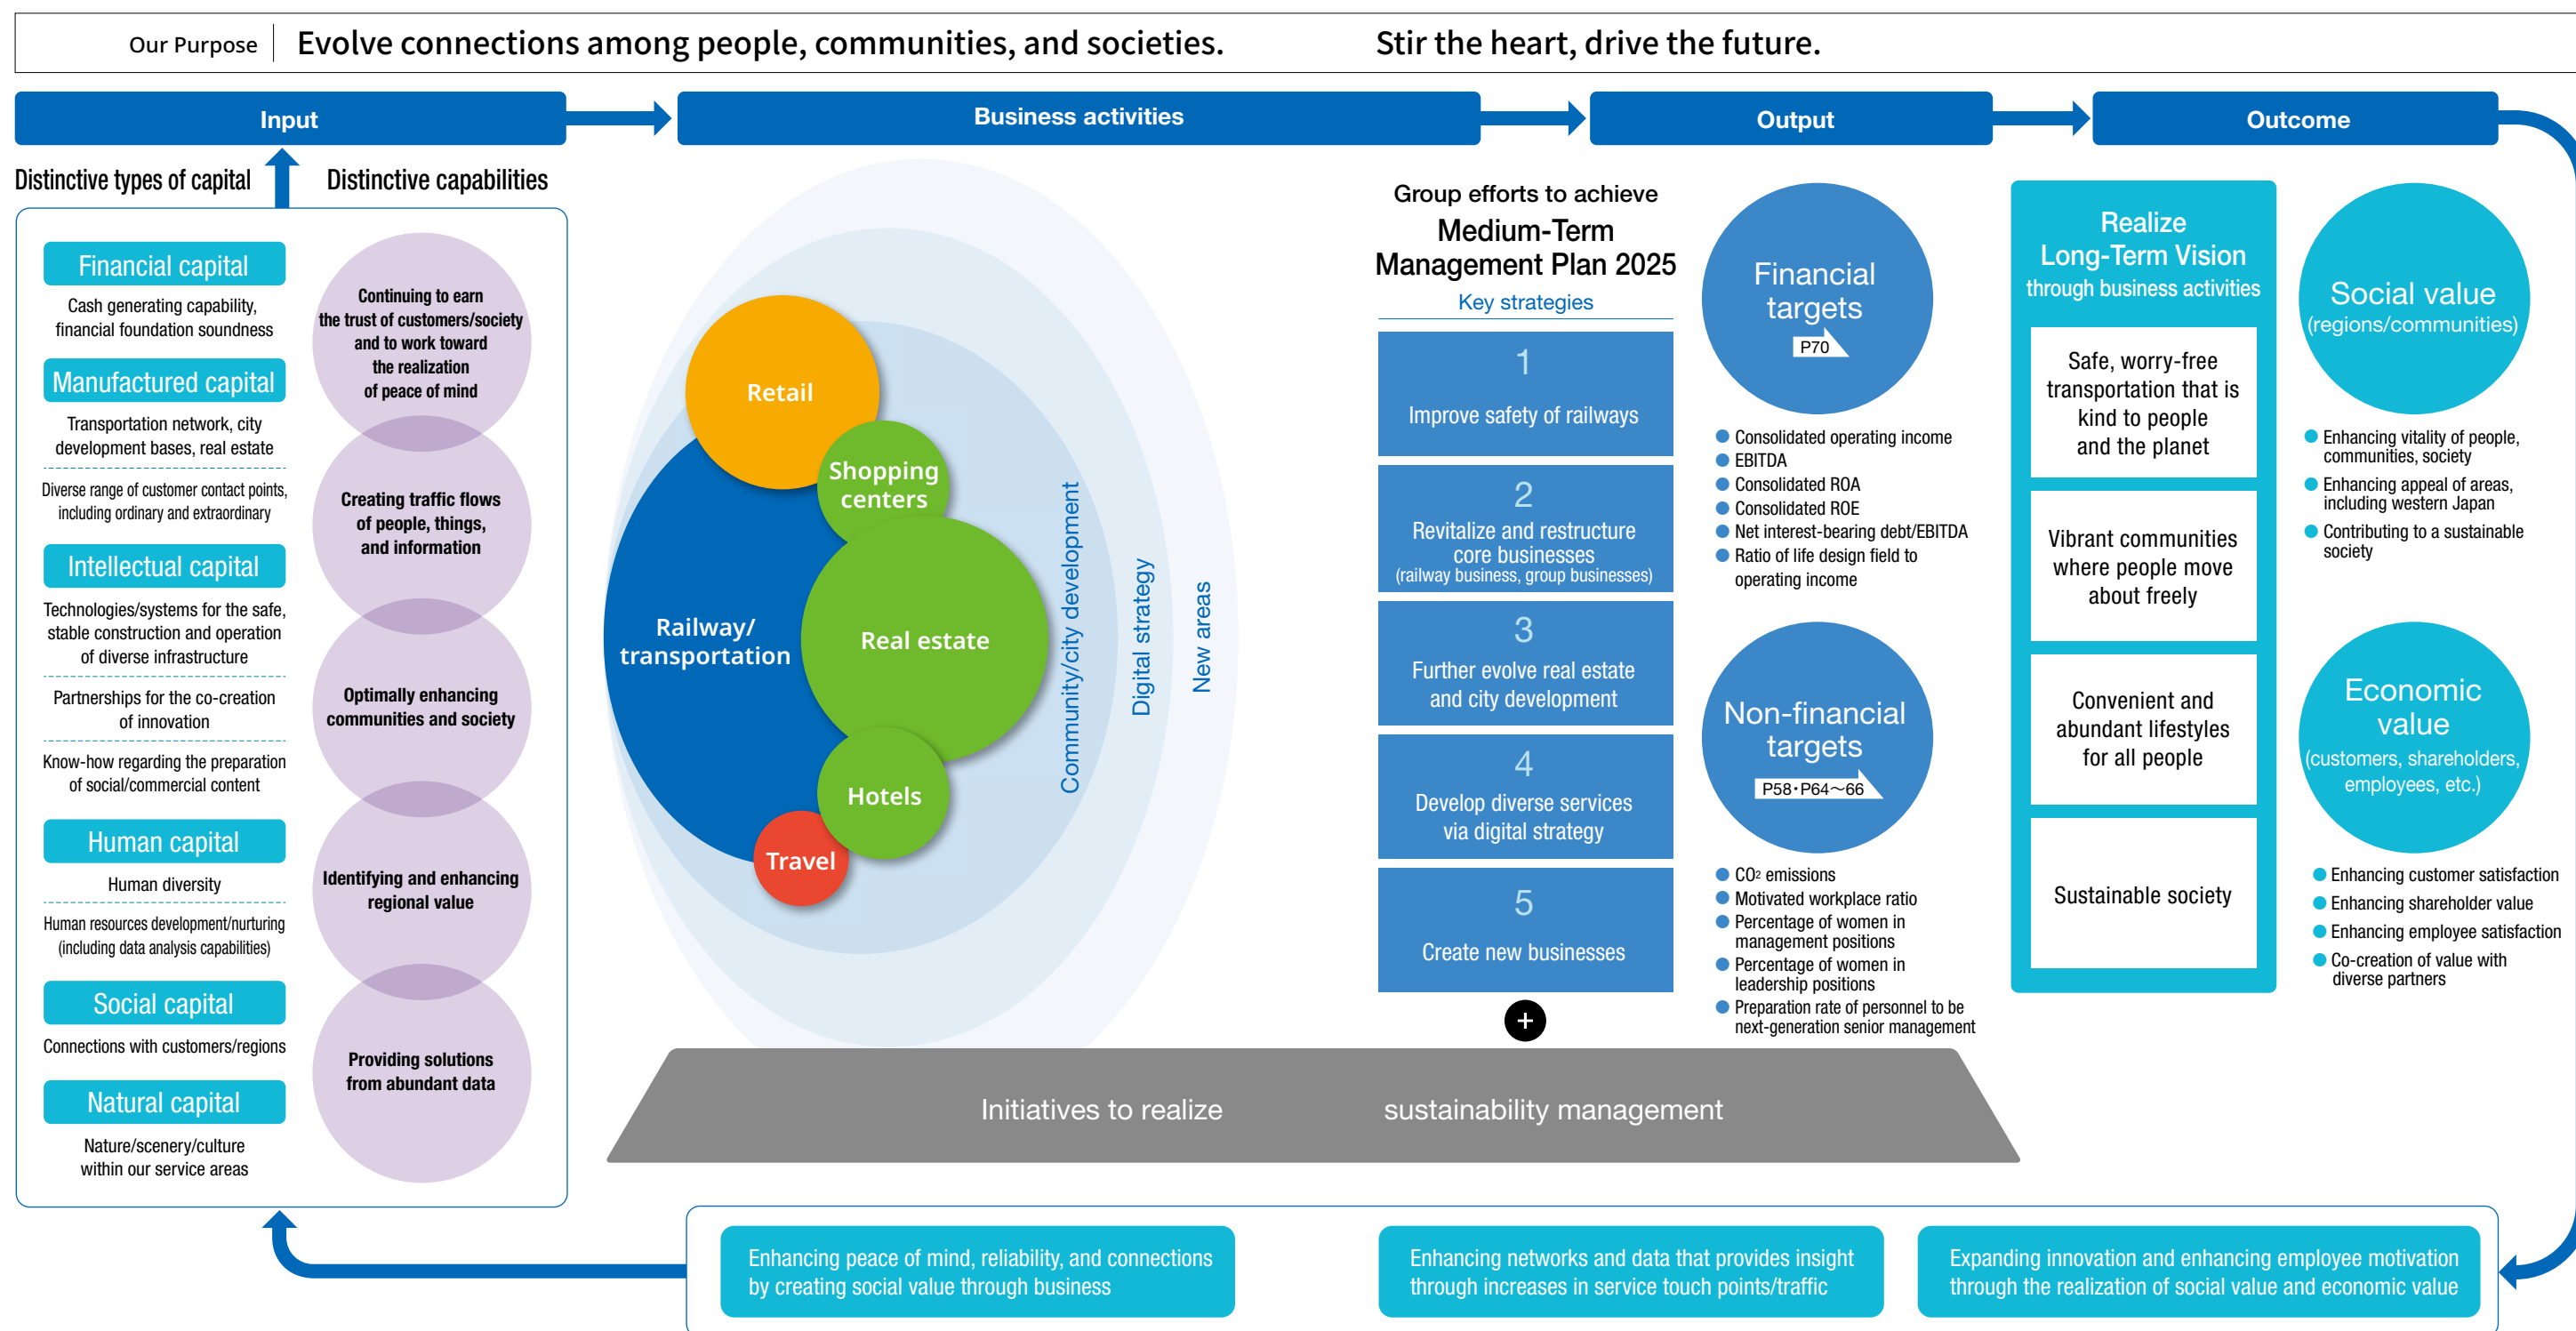 Our Purpose
Evolve connections among people, communities, and societies.
Stir the heart, drive the future.
Input
Business activities
Output
Outcome
Distinctive types of capital
Distinctive capabilities
Financial capital
Cash generating capability,
financial foundation soundness
Manufactured capital
Transportation network, city
development bases, real estate
Diverse range of customer contact points,
including ordinary and extraordinary
Intellectual capital
Technologies/systems for the safe,
stable construction and operation
of diverse infrastructure
Partnerships for the co-creation
of innovation
Know-how regarding the preparation
of social/commercial content
Human capital
Human diversity
Human resources development/nurturing
(including data analysis capabilities)
Social capital
Connections with customers/regions
Natural capital
Nature/scenery/culture
within our service areas
Continuing to earn
the trust of customers/society
and to work toward
the realization
of peace of mind
Creating traffic flows
of people, things,
and information
Optimally enhancing
communities and society
Identifying and enhancing
regional value
Providing solutions
from abundant data
Retail
Shopping
centers
Railway/
transportation
Real estate
Hotels
Travel
Community/city development
Digital strategy
New areas
Group efforts to achieve
Medium-Term
Management Plan 2025
Key strategies
1
Improve safety of railways
2
Revitalize and restructure
core businesses
(railway business, group businesses)
3
Further evolve real estate
and city development
4
Develop diverse services
via digital strategy
5
Create new businesses
+
Initiatives to realize sustainability management
Financial
targets
P70
● Consolidated operating income
● EBITDA
● Consolidated ROA
● Consolidated ROE
● Net interest-bearing debt/EBITDA
● Ratio of life design field to
operating income
Non-financial
targets
P58・P64～66
● CO2 emissions
● Motivated workplace ratio
● Percentage of women in
management positions
● Percentage of women in
leadership positions
● Preparation rate of personnel to be
next-generation senior management
Realize
Long-Term Vision
through business activities
Safe, worry-free
transportation that is
kind to people
and the planet
Vibrant communities
where people move
about freely
Convenient and
abundant lifestyles
for all people
Sustainable society
Social value
(regions/communities)
● Enhancing vitality of people,
communities, society
● Enhancing appeal of areas,
including western Japan
● Contributing to a sustainable
society
Economic
value
(customers, shareholders,
employees, etc.)
● Enhancing customer satisfaction
● Enhancing shareholder value
● Enhancing employee satisfaction
● Co-creation of value with
diverse partners
Enhancing peace of mind, reliability, and connections
by creating social value through business
Enhancing networks and data that provides insight
through increases in service touch points/traffic
Expanding innovation and enhancing employee motivation
through the realization of social value and economic value